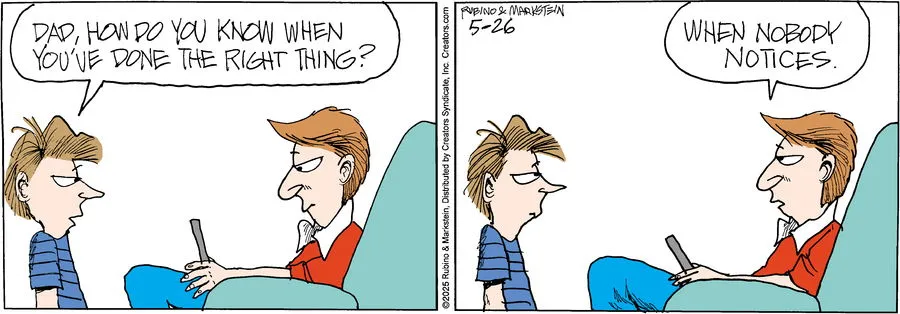 DAD, HOW DO YOU KNOW WHEN
YOU'VE DONE THE RIGHT THING?
©2025 Rubino & Markstein, Distributed by Creators Syndicate, Inc. Creators.com
RUBINO & MARKSTEIN
5-26
WHEN NOBODY
NOTICES.